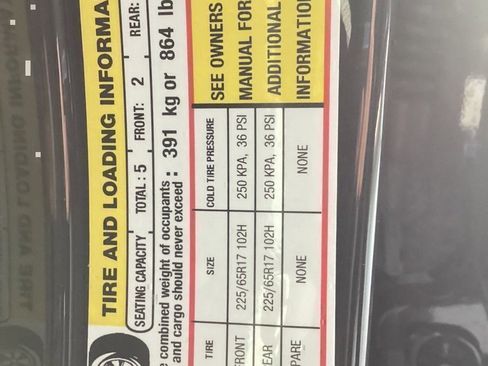 TIRE AND LOADING INFORMA
SEATING CAPACITY TOTAL : 5 FRONT: 2 REAR:
combined weight of occupants
and cargo should never exceed : 391 kg or 864 lb
TIRE SIZE COLD TIRE PRESSURE SEE OWNERS
RONT 225/65R17 102H 250 KPA, 36 PSI MANUAL FOR
EAR 225/65R17 102H 250 KPA, 36 PSI ADDITIONAL
PARE NONE NONE INFORMATION